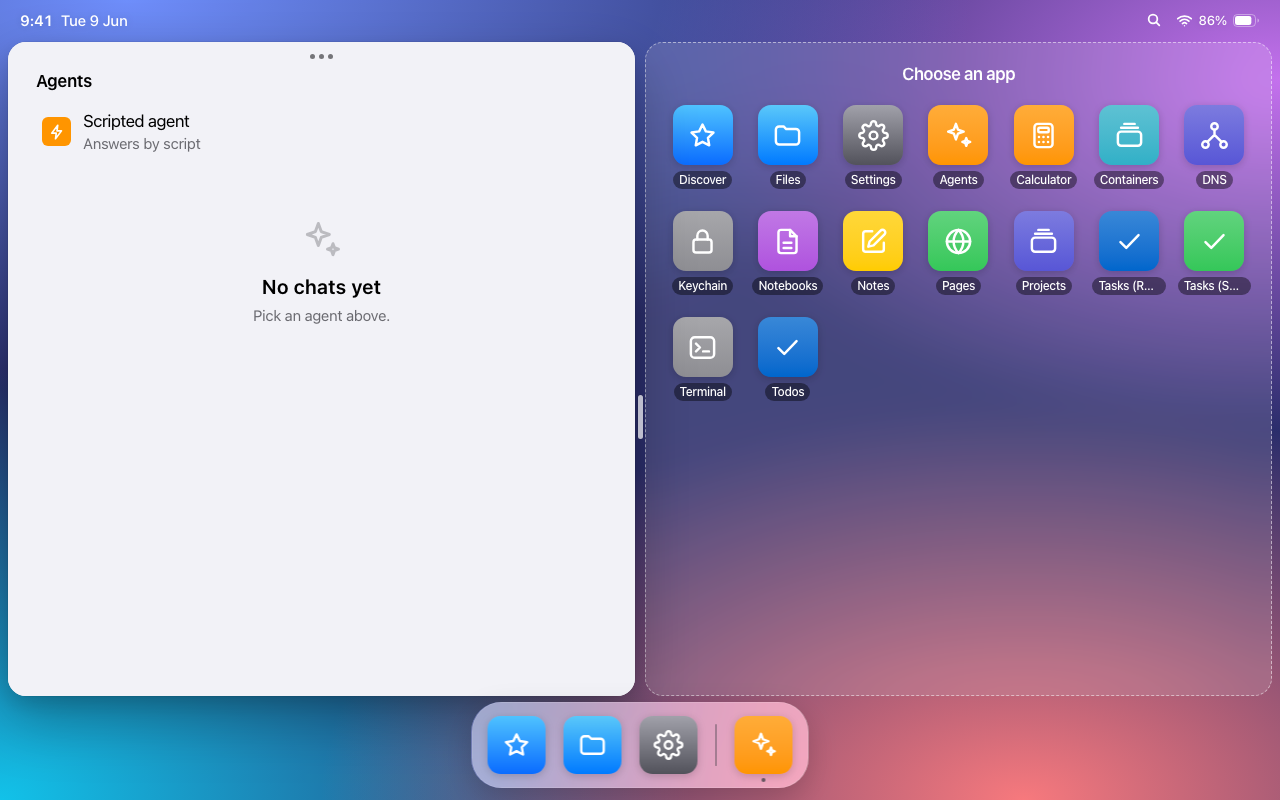 9:41 Tue 9 Jun
86%
Agents
Scripted agent
Answers by script
No chats yet
Pick an agent above.
Choose an app
Discover
Files
Settings
Agents
Calculator
Containers
DNS
Keychain
Notebooks
Notes
Pages
Projects
Tasks (R...
Tasks (S...
Terminal
Todos